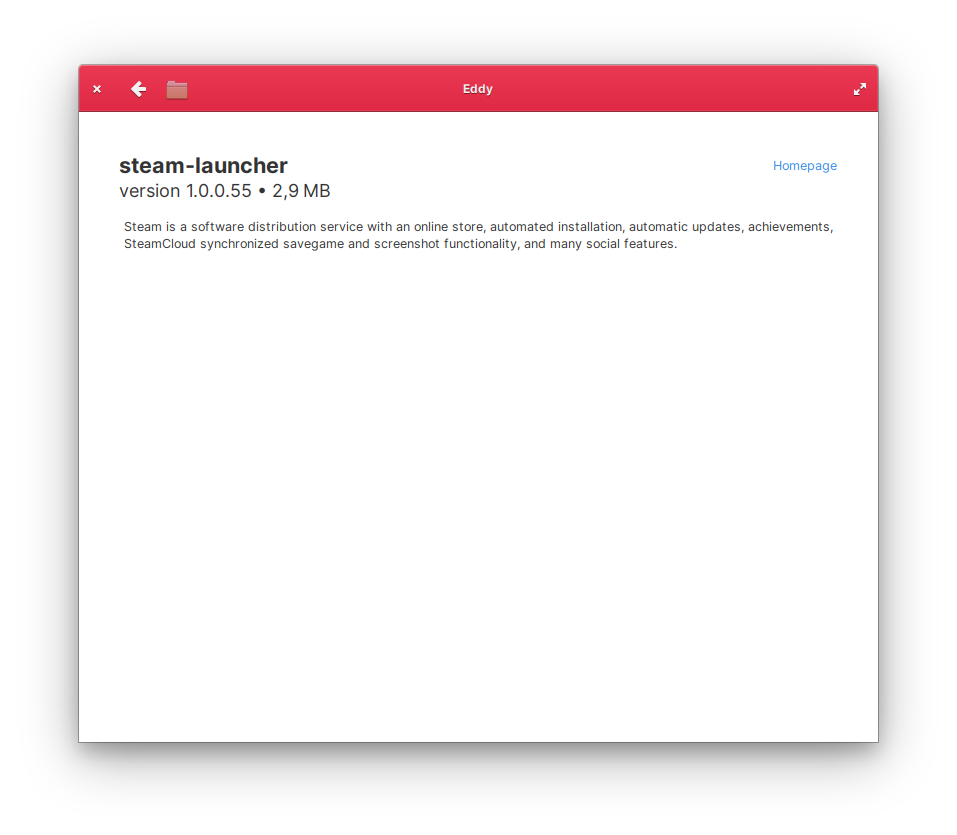 Eddy
steam-launcher
Homepage
version 1.0.0.55 • 2,9 MB
Steam is a software distribution service with an online store, automated installation, automatic updates, achievements,
SteamCloud synchronized savegame and screenshot functionality, and many social features.